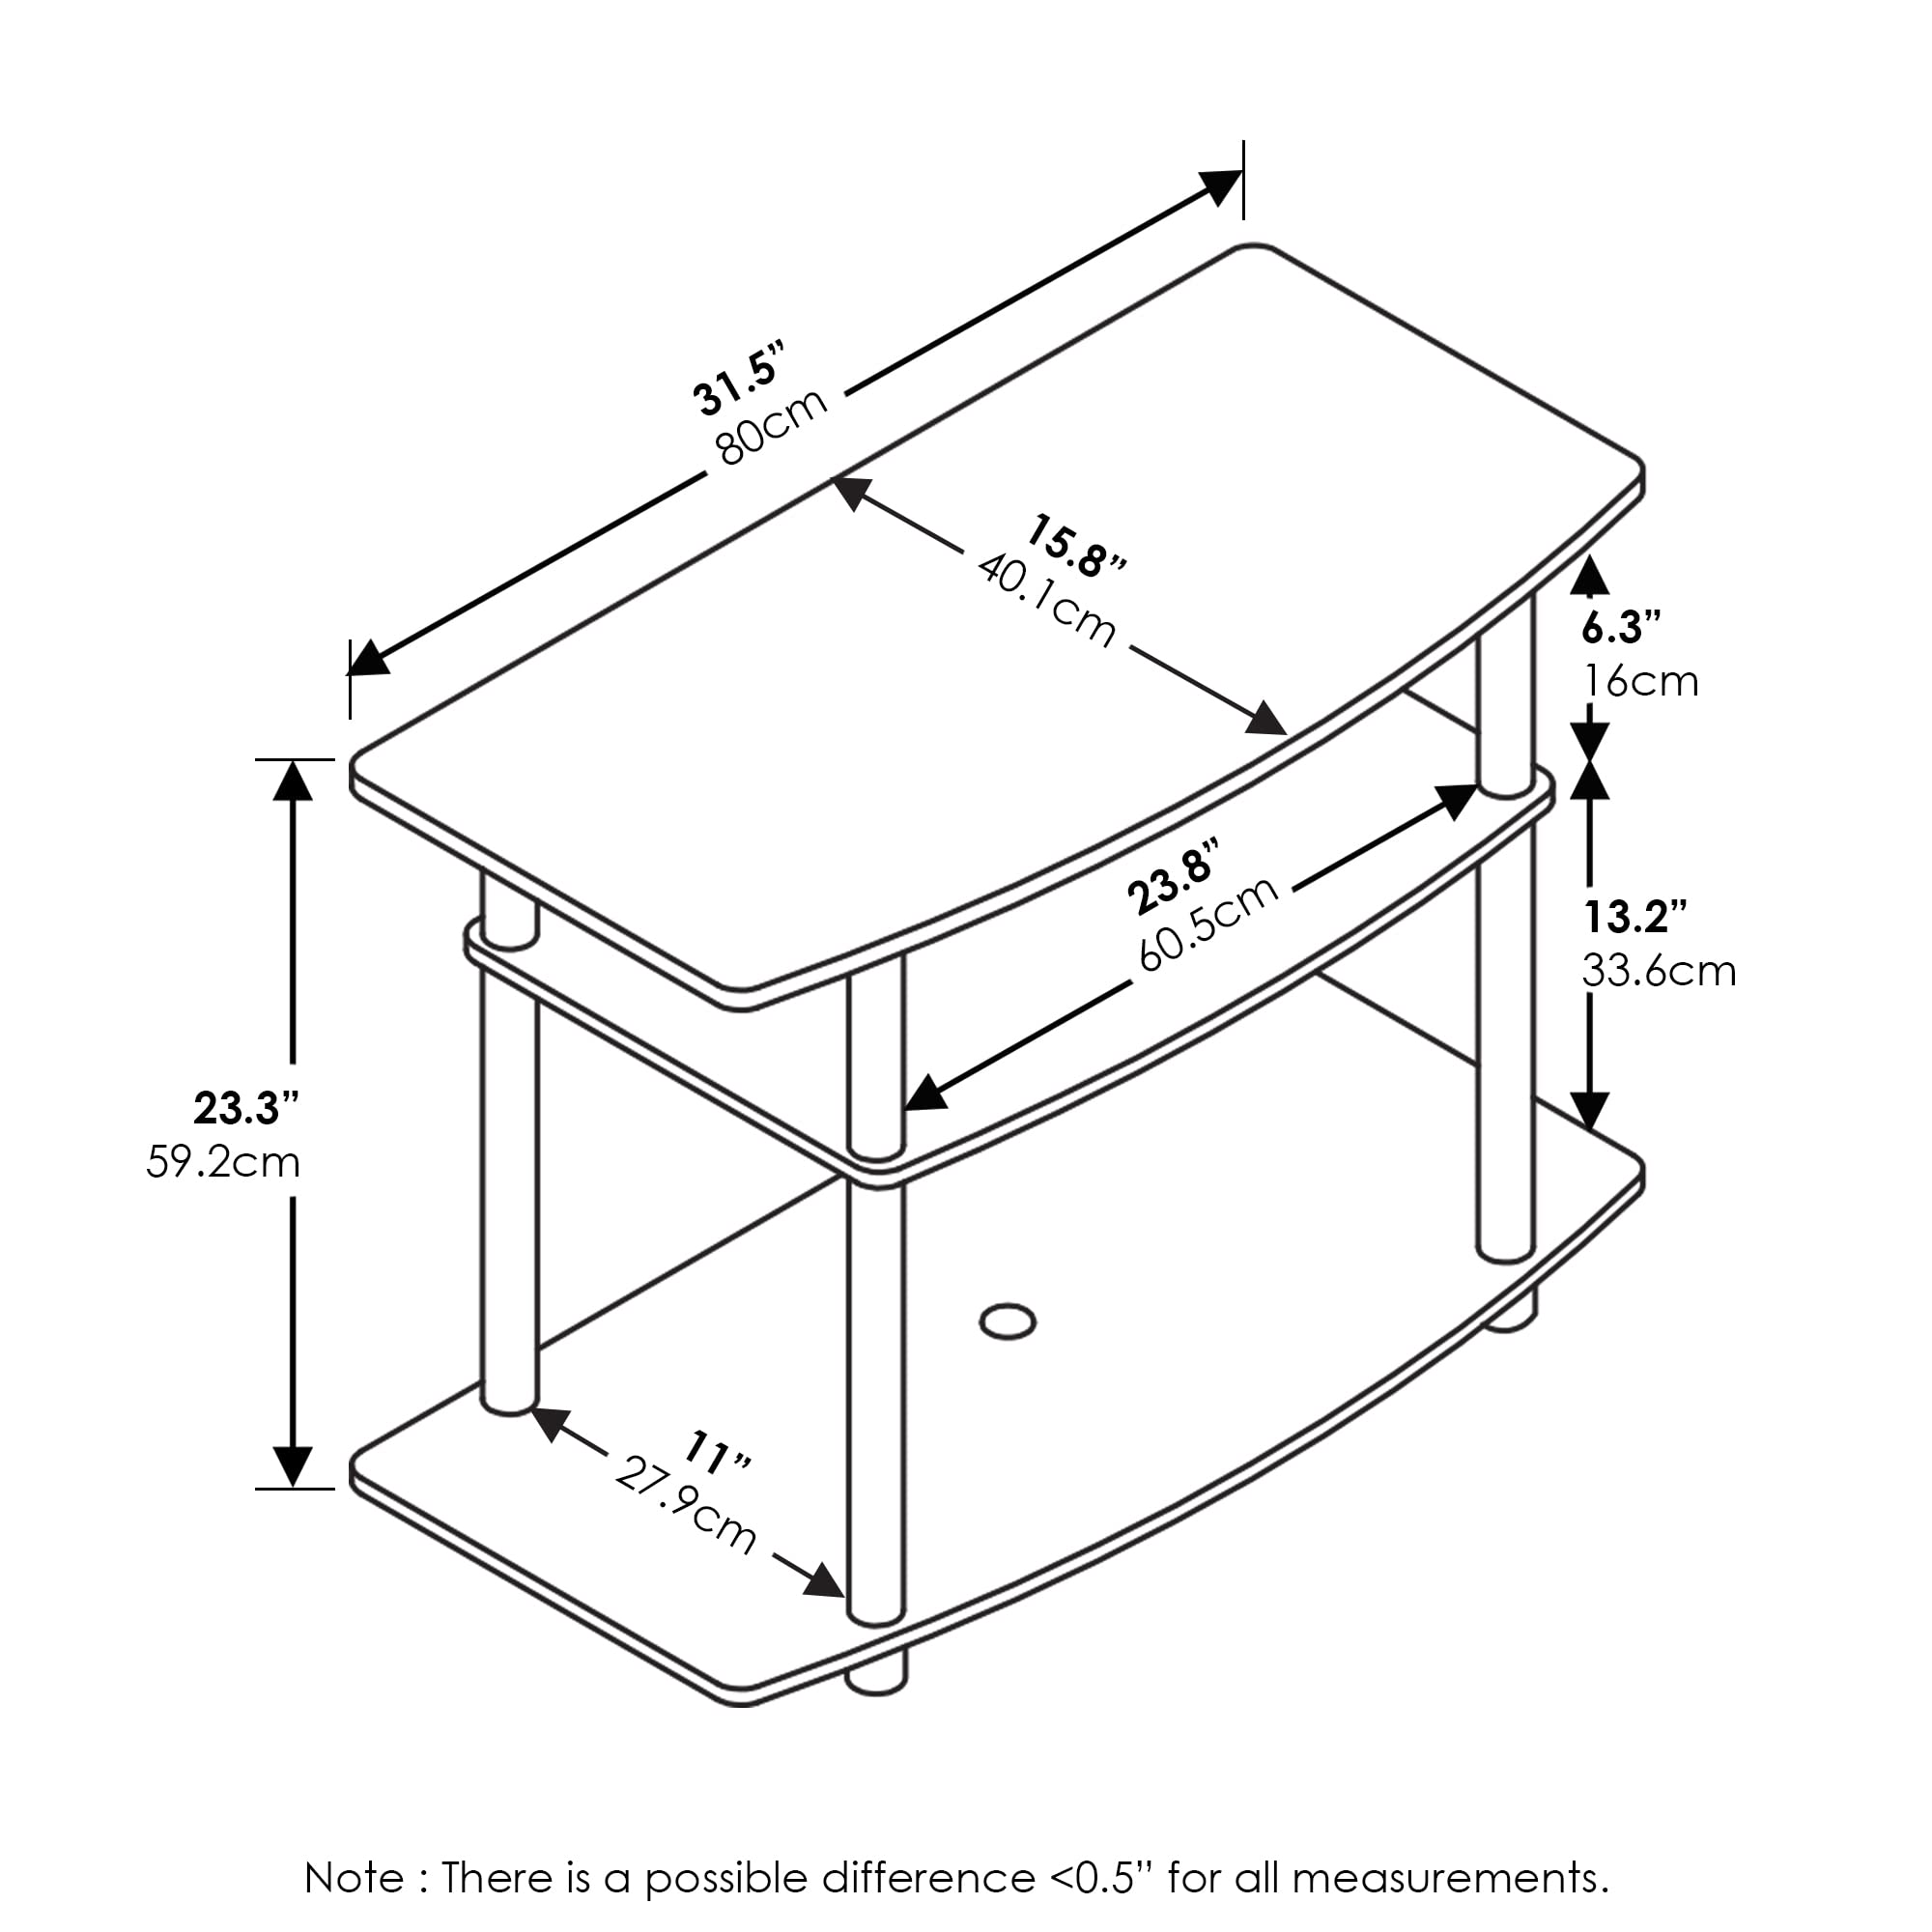 31.5”
80cm
15.8”
40.1cm
6.3”
16cm
23.8”
60.5cm
13.2”
33.6cm
23.3”
59.2cm
11”
27.9cm
Note : There is a possible difference <0.5” for all measurements.